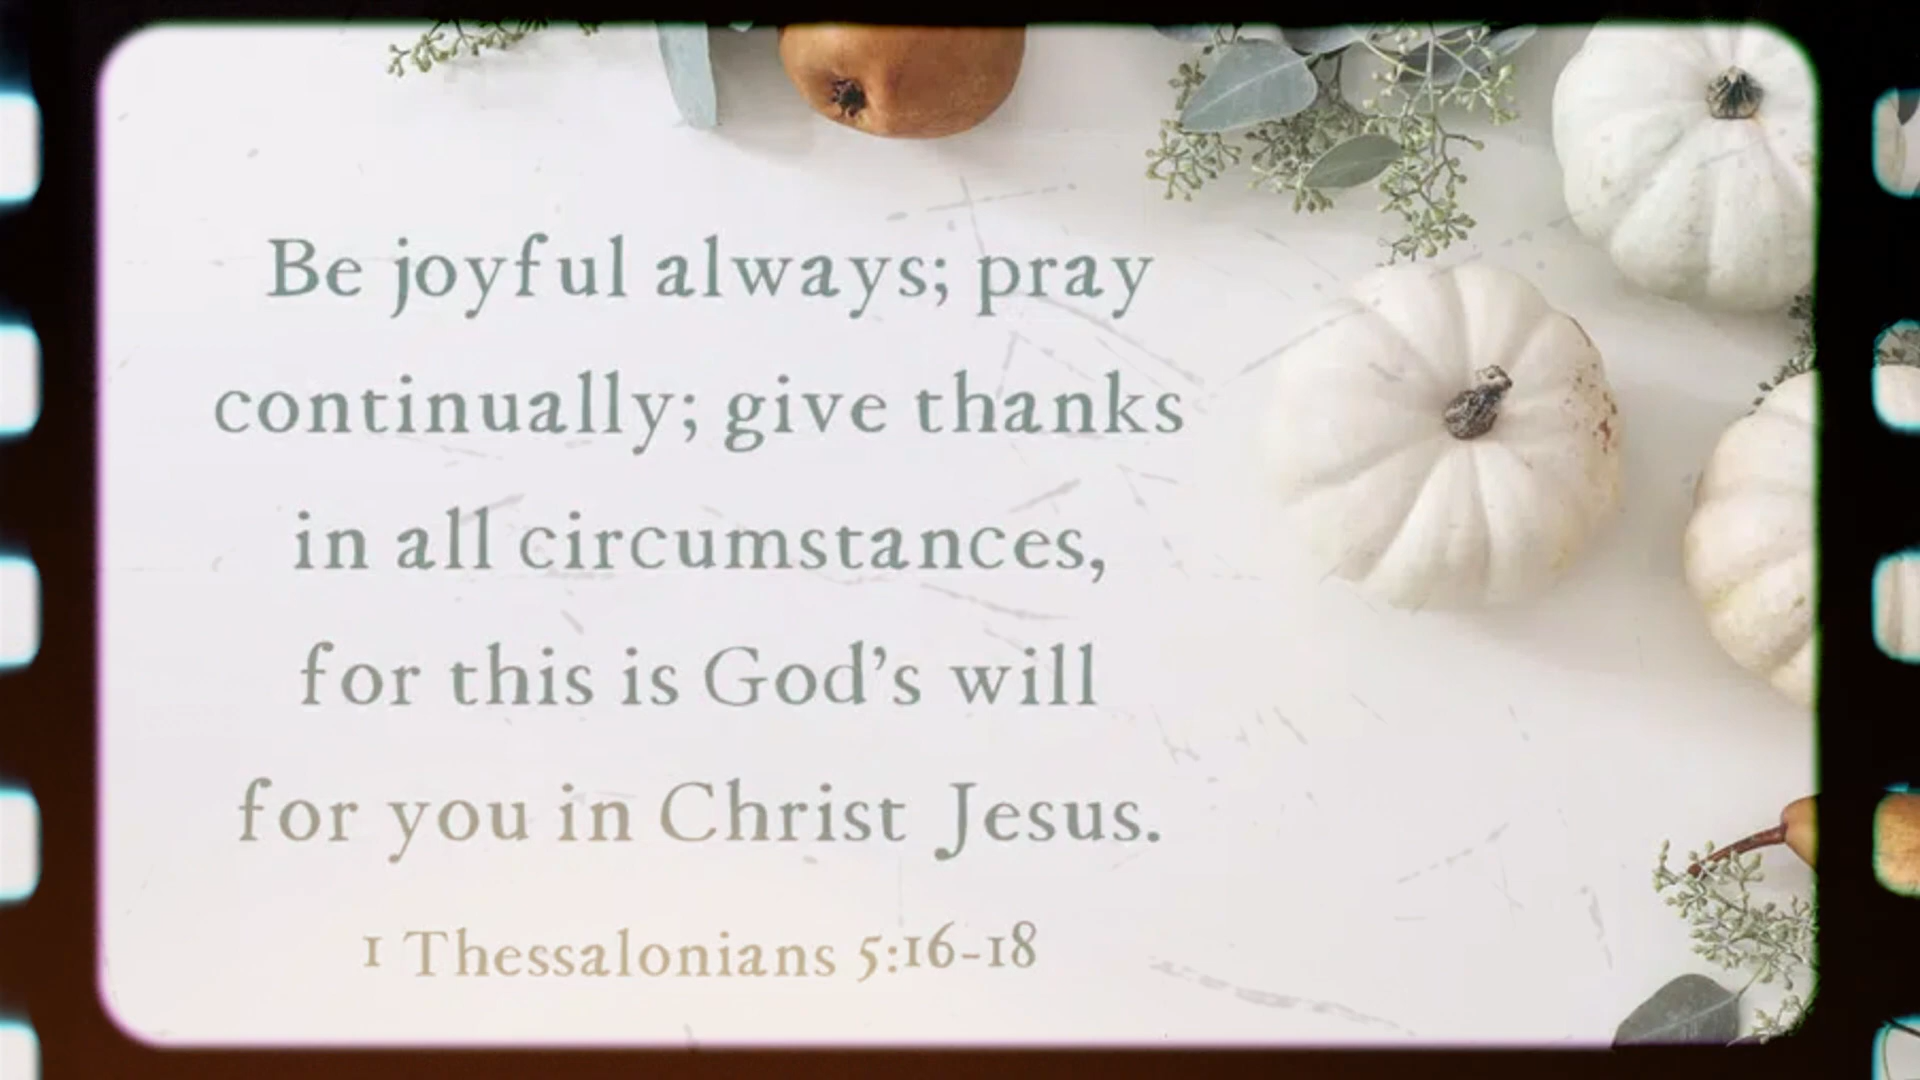 Be joyful always; pray
continually; give thanks
in all circumstances,
for this is God’s will
for you in Christ Jesus.
1 Thessalonians 5:16-18